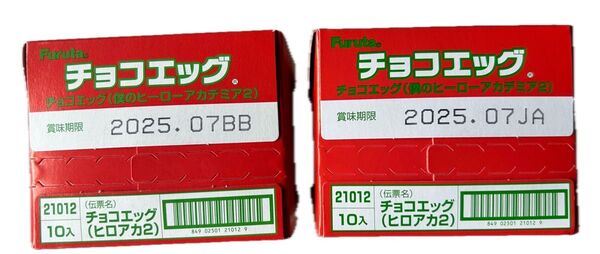 Furuta®
チョコエッグ®
チョコエッグ(僕のヒーローアカデミア2)
賞味期限 2025.07BB
21012
10入
(伝票名)
チョコエッグ
(ヒロアカ2)
849 02501 21012 9
Furuta®
チョコエッグ®
チョコエッグ(僕のヒーローアカデミア2)
賞味期限 2025.07JA
21012
10入
(伝票名)
チョコエッグ
(ヒロアカ2)
849 02501 21012 9